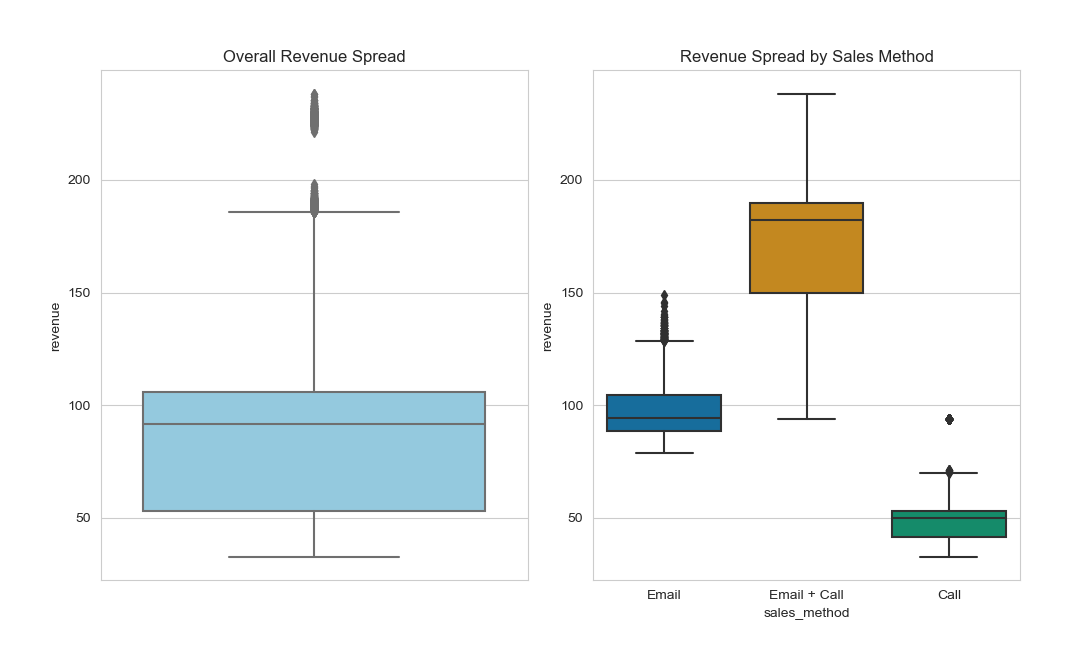 Overall Revenue Spread
revenue
200
150
100
50
Revenue Spread by Sales Method
revenue
200
150
100
50
Email
Email + Call
Call
sales_method